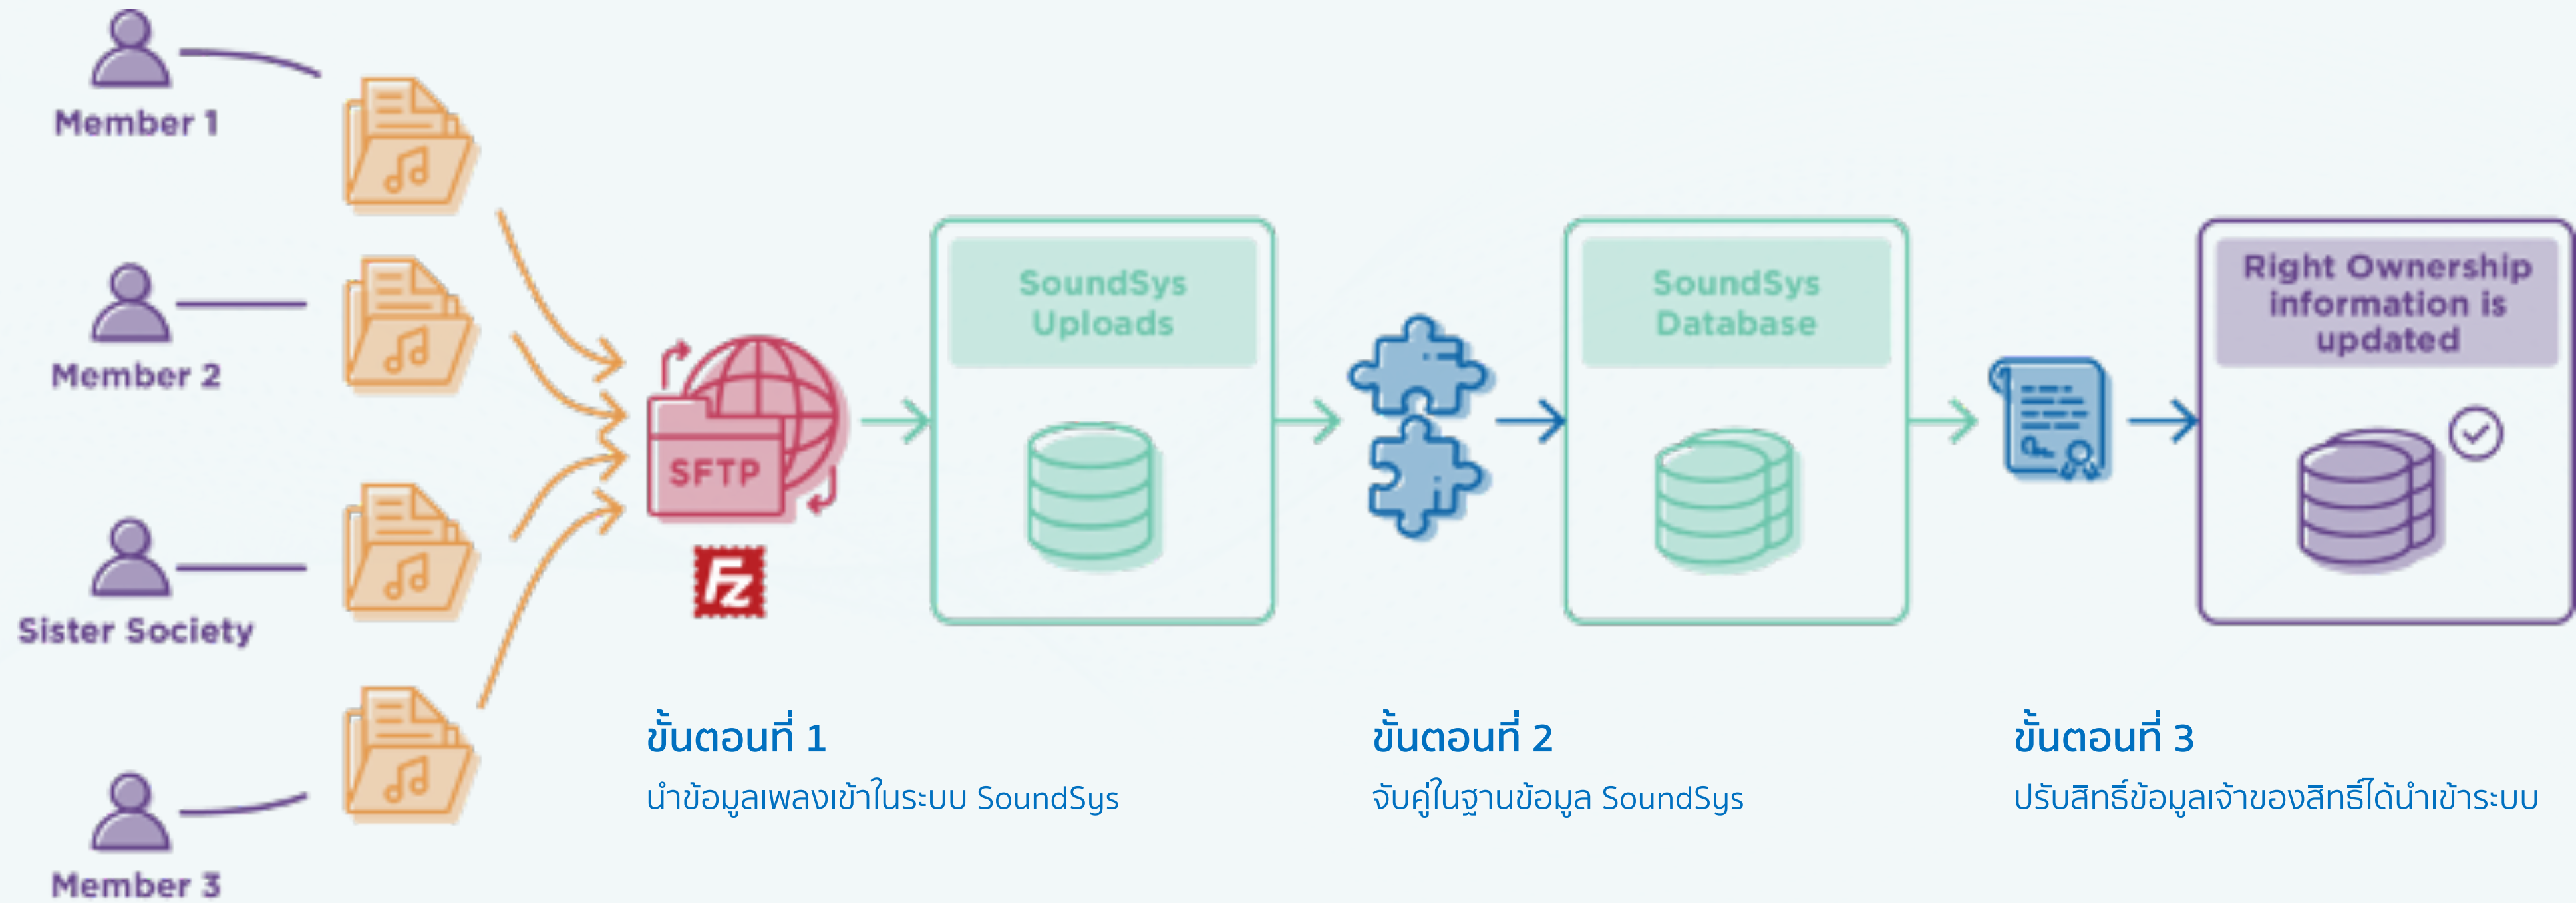 Member 1
Member 2
Sister Society
Member 3
SFTP
Fz
SoundSys
Uploads
SoundSys
Database
Right Ownership
information is
updated
ขั้นตอนที่ 1
นำข้อมูลเพลงเข้าในระบบ SoundSys
ขั้นตอนที่ 2
จับคู่ในฐานข้อมูล SoundSys
ขั้นตอนที่ 3
ปรับสิทธิ์ข้อมูลเจ้าของสิทธิ์ได้นำเข้าระบบ